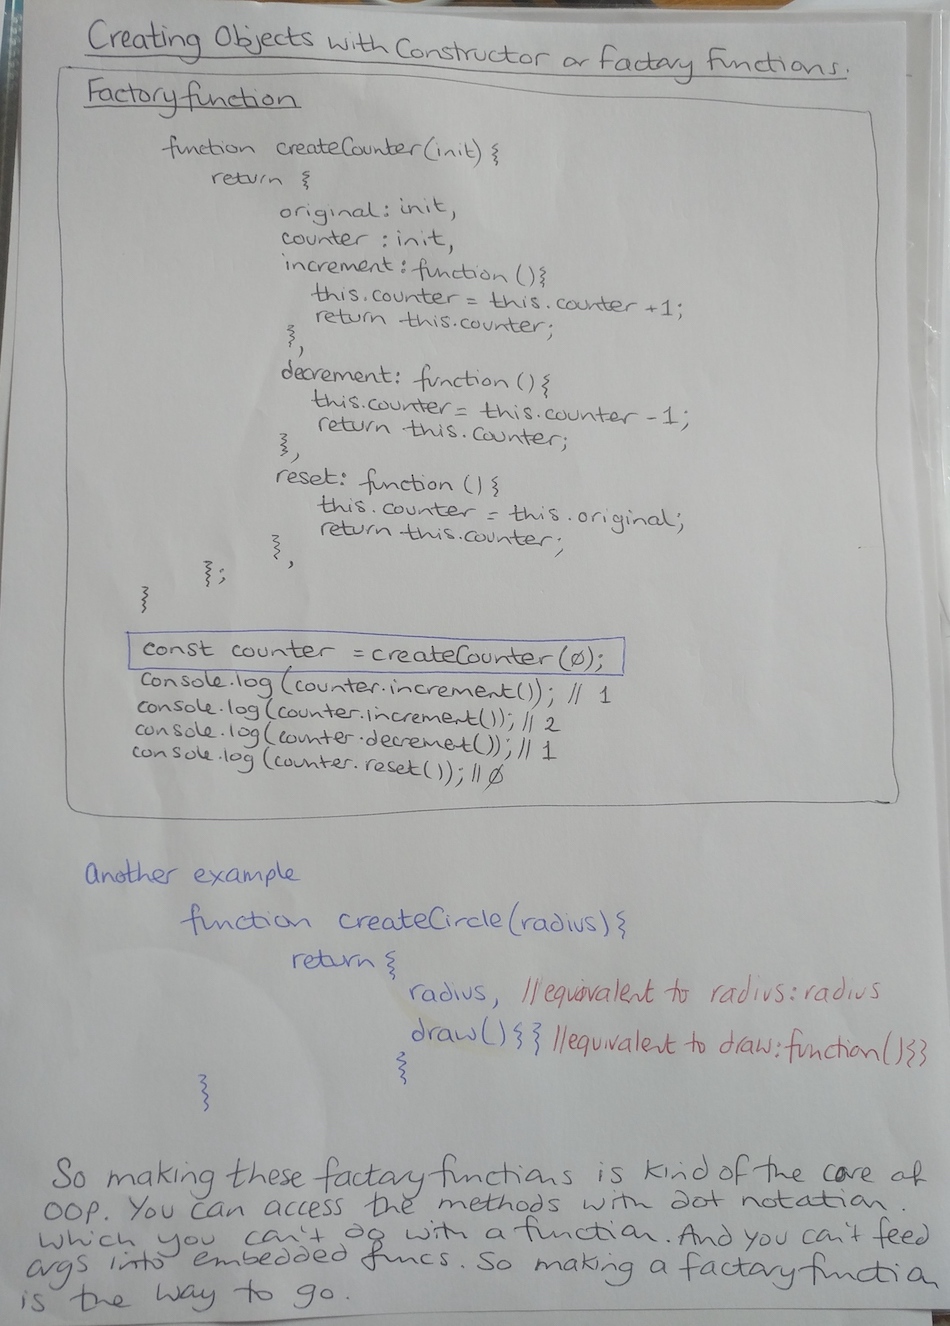 Creating Objects with Constructor or Factory Functions.
Factory function
function createCounter(init) {
return {
original: init,
counter : init,
increment: function () {
this.counter = this.counter +1;
return this.counter;
},
decrement: function () {
this.counter = this.counter -1;
return this.counter;
},
reset: function () {
this.counter = this.original;
return this.counter;
},
};
}
const counter = createCounter(0);
console.log (counter.increment()); // 1
console.log (counter.increment()); // 2
console.log (counter.decremet()); // 1
console.log (counter.reset()); // 0
Another example
function createCircle(radius) {
return {
radius, //equivalent to radius: radius
draw() {} //equivalent to draw: function() {}
}
}
So making these factory functions is kind of the core of
OOP. You can access the methods with dot notation.
which you can't do with a function. And you can't feed
args into embedded funcs. So making a factory function
is the way to go.